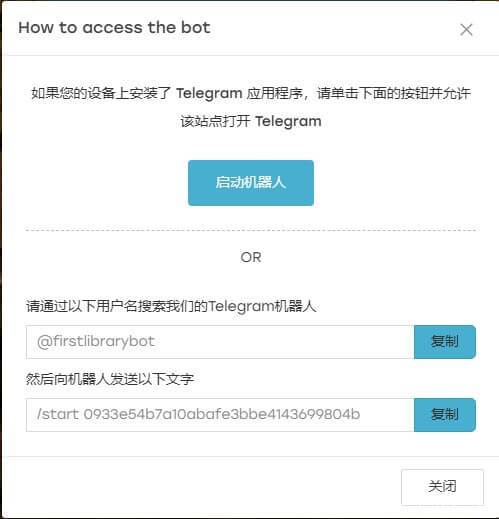 How to access the bot
如果您的设备上安装了 Telegram 应用程序，请单击下面的按钮并允许
该站点打开 Telegram
启动机器人
OR
请通过以下用户名搜索我们的Telegram机器人
@firstlibrarybot
复制
然后向机器人发送以下文字
/start 0933e54b7a10abafe3bbe4143699804b
复制
关闭